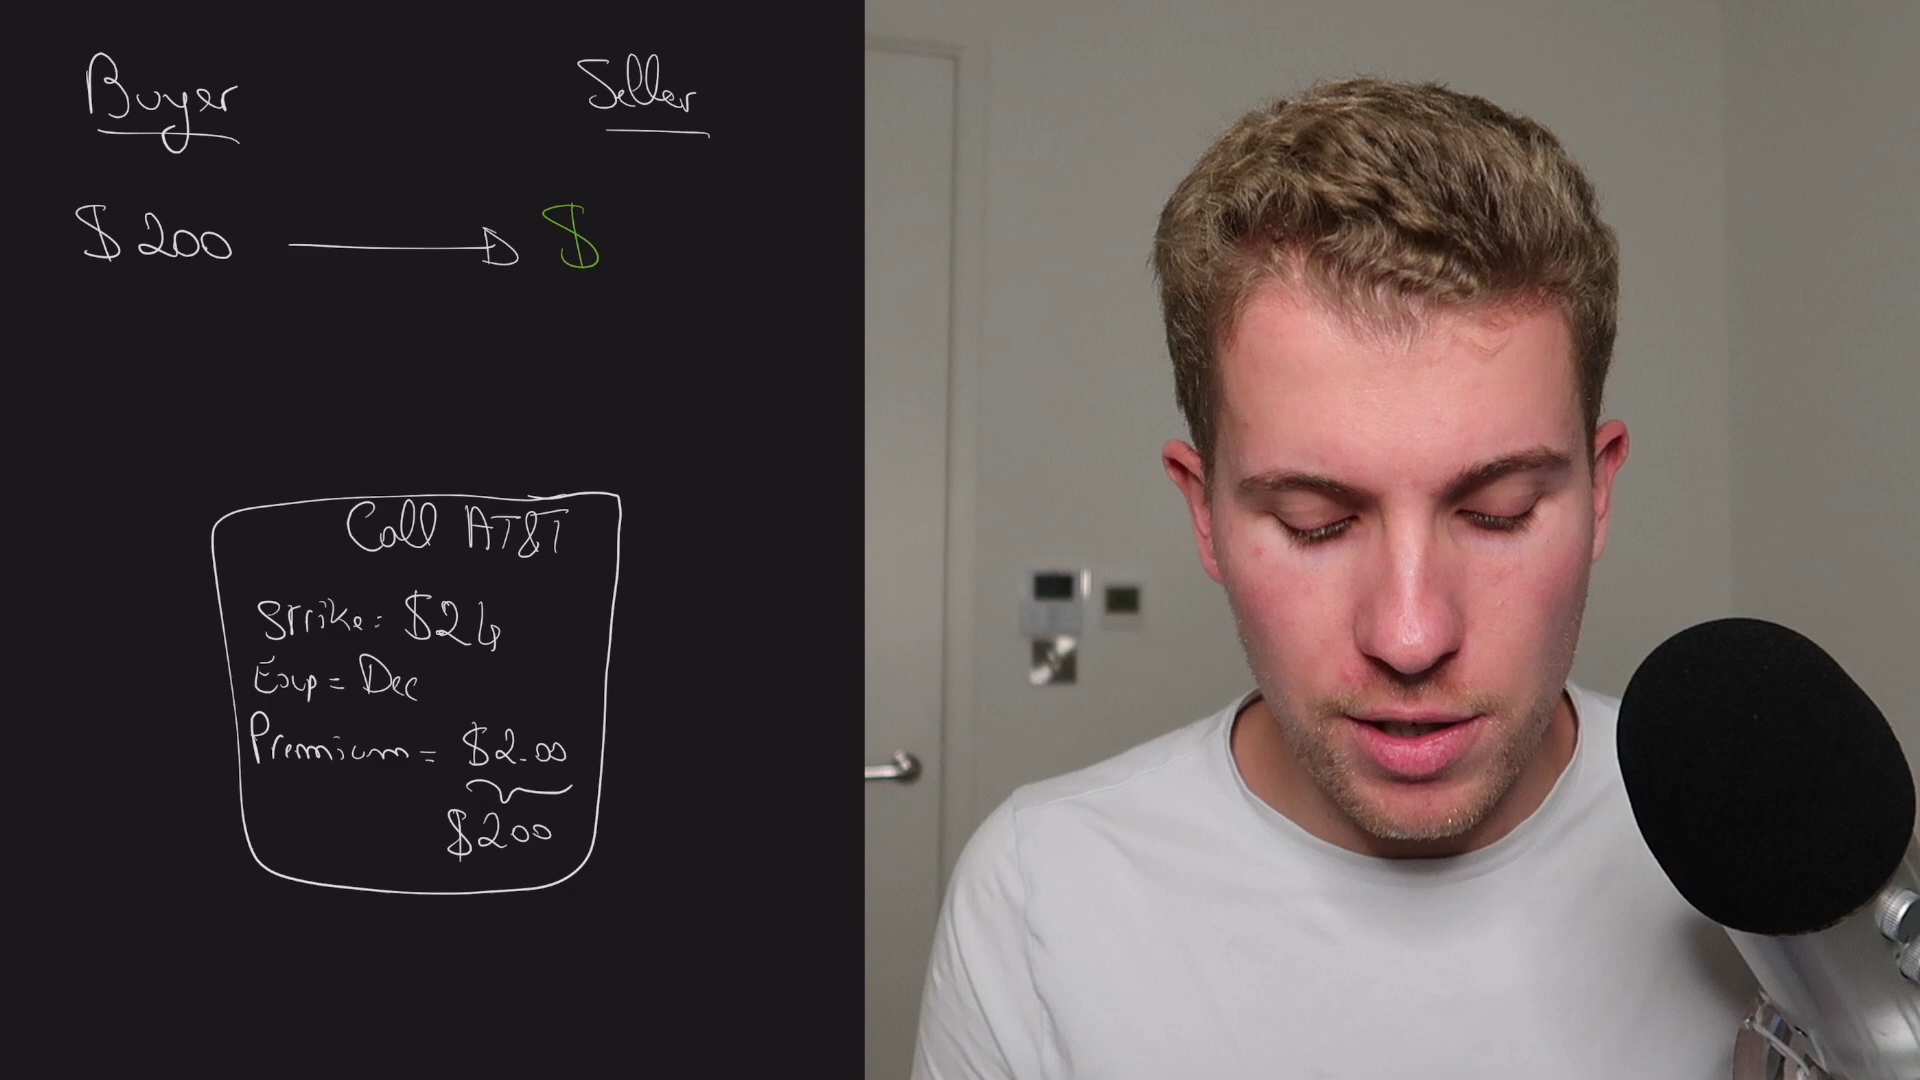 Buyer Seller
$200 $
Call AT&T
Strike: $24
Exp = Dec
Premium = $2.00
$200